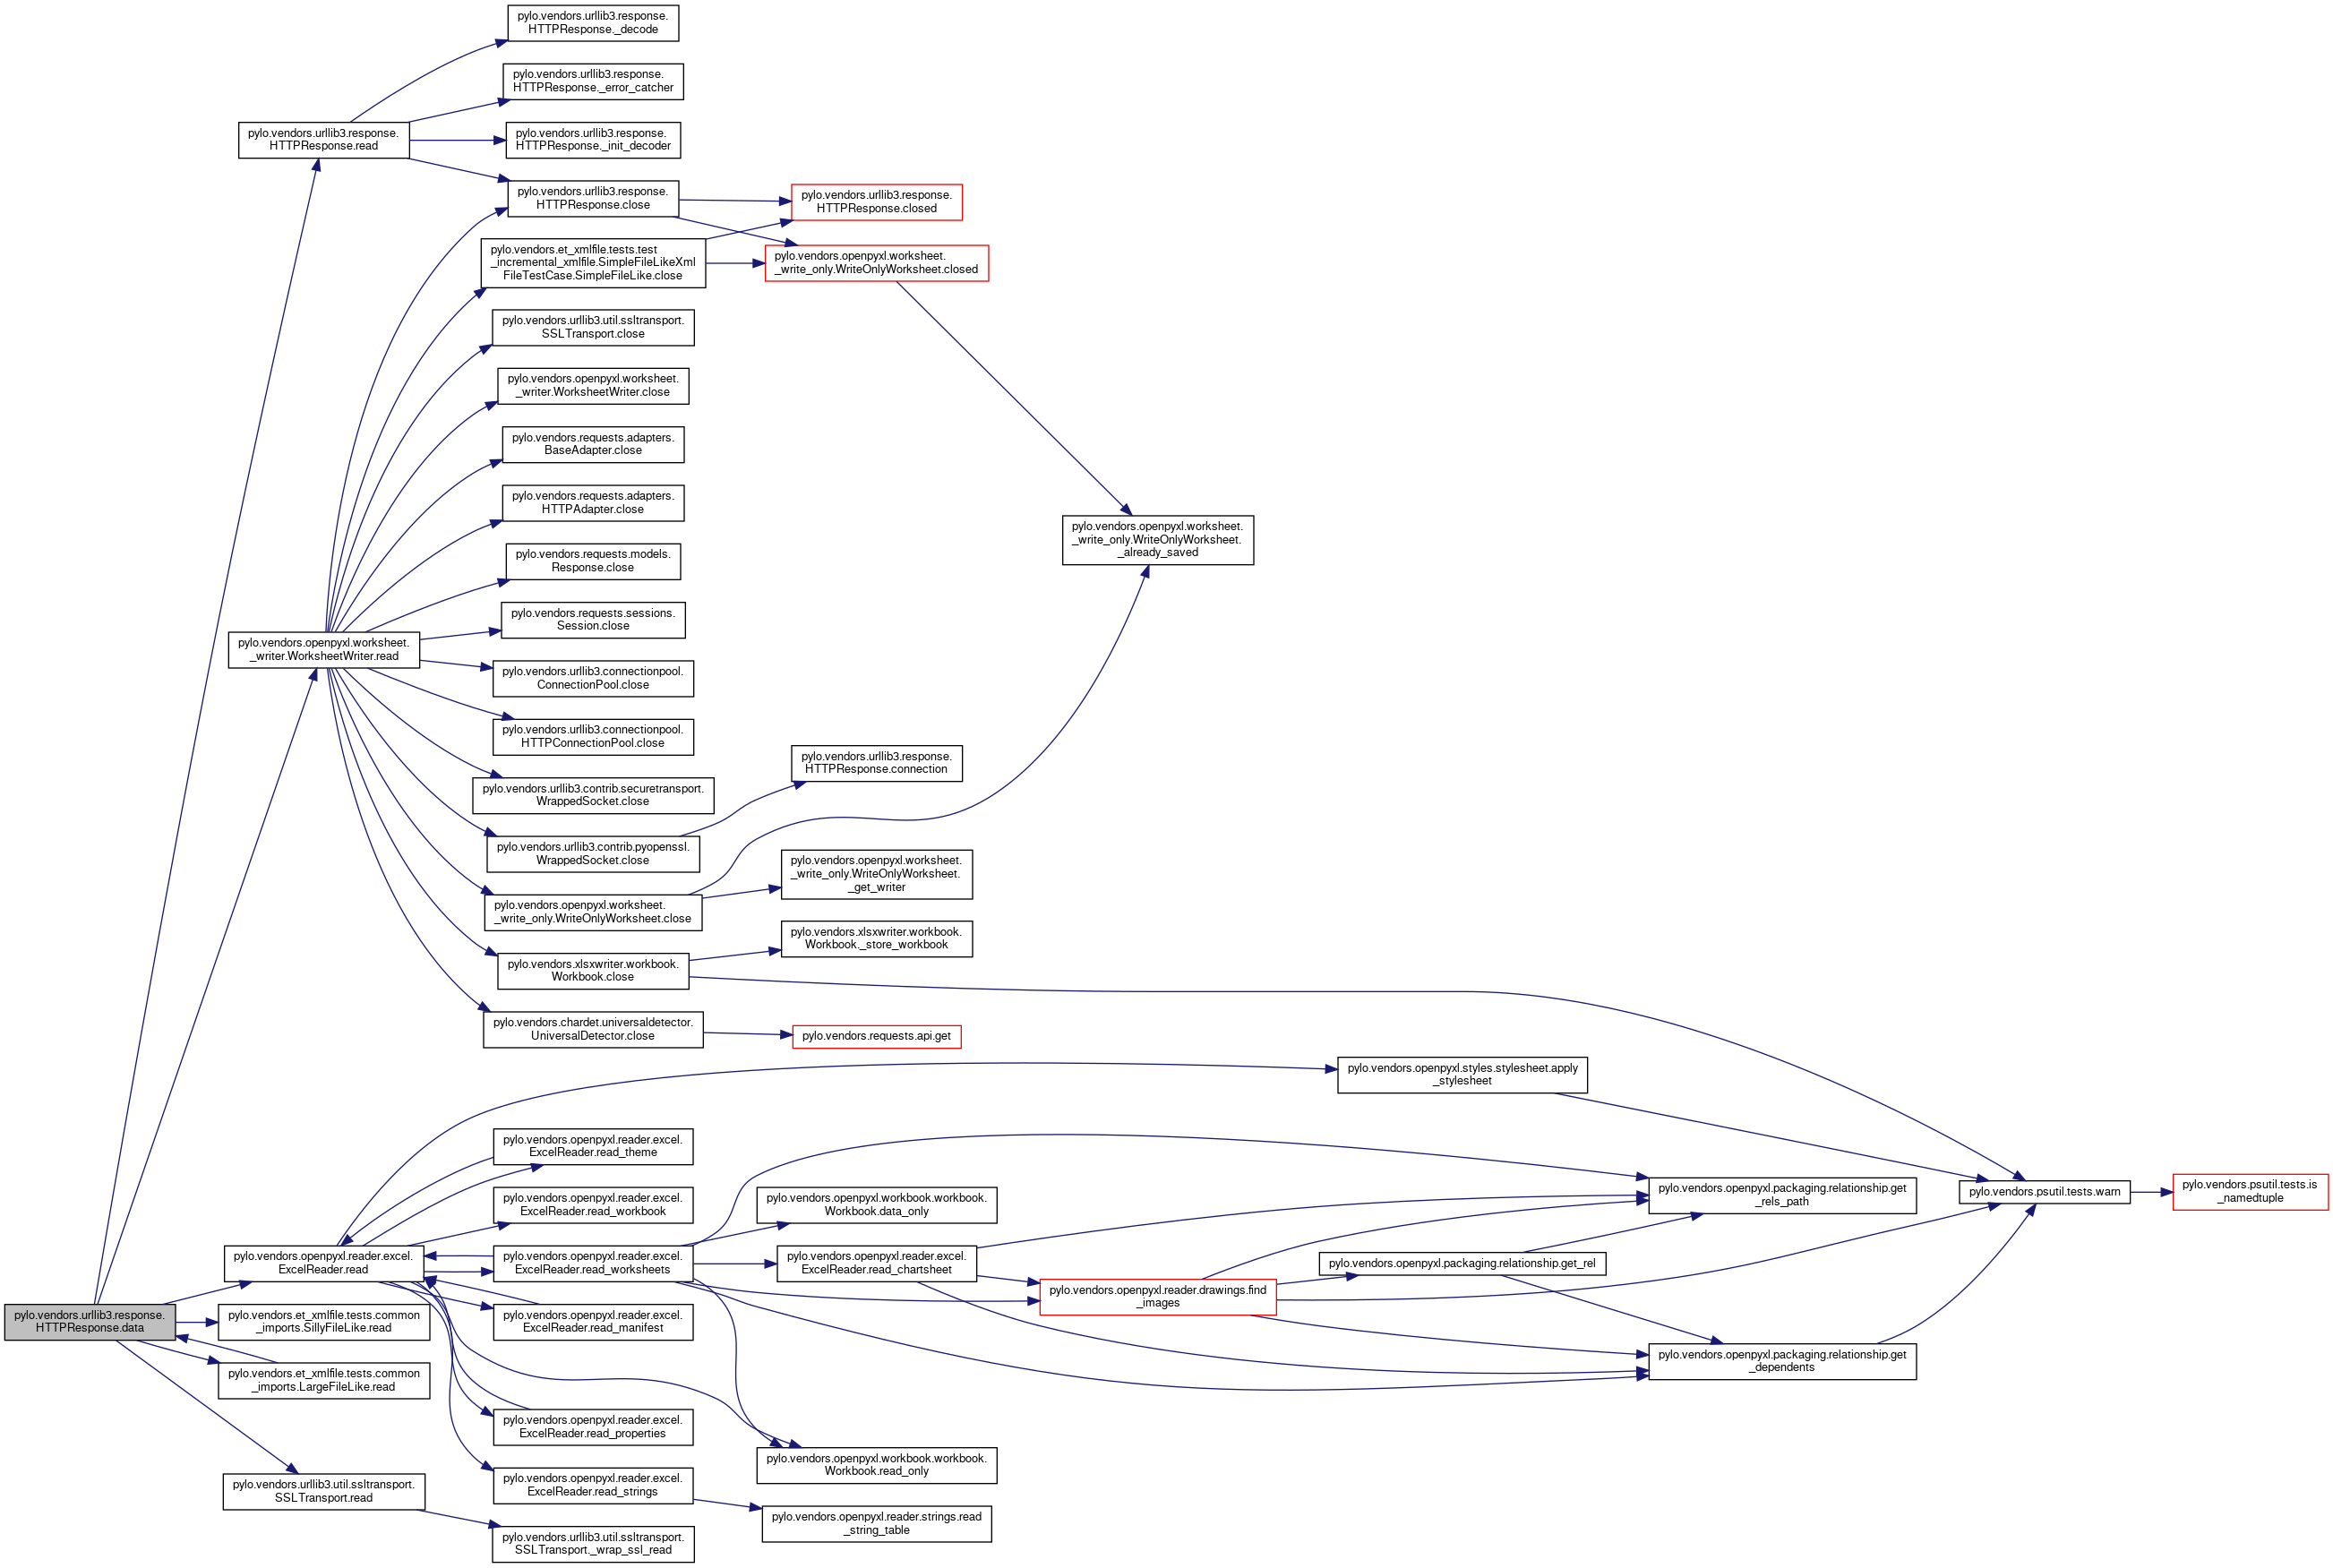 pylo.vendors.urllib3.response.
HTTPResponse._decode
pylo.vendors.urllib3.response.
HTTPResponse._error_catcher
pylo.vendors.urllib3.response.
HTTPResponse.read
pylo.vendors.urllib3.response.
HTTPResponse._init_decoder
pylo.vendors.urllib3.response.
HTTPResponse.close
pylo.vendors.urllib3.response.
HTTPResponse.closed
pylo.vendors.et_xmlfile.tests.test
_incremental_xmlfile.SimpleFileLikeXml
FileTestCase.SimpleFileLike.close
pylo.vendors.openpyxl.worksheet.
_write_only.WriteOnlyWorksheet.closed
pylo.vendors.urllib3.util.ssltransport.
SSLTransport.close
pylo.vendors.openpyxl.worksheet.
_writer.WorksheetWriter.close
pylo.vendors.requests.adapters.
BaseAdapter.close
pylo.vendors.requests.adapters.
HTTPAdapter.close
pylo.vendors.openpyxl.worksheet.
_write_only.WriteOnlyWorksheet.
_already_saved
pylo.vendors.requests.models.
Response.close
pylo.vendors.requests.sessions.
Session.close
pylo.vendors.openpyxl.worksheet.
_writer.WorksheetWriter.read
pylo.vendors.urllib3.connectionpool.
ConnectionPool.close
pylo.vendors.urllib3.connectionpool.
HTTPConnectionPool.close
pylo.vendors.urllib3.response.
HTTPResponse.connection
pylo.vendors.urllib3.contrib.securetransport.
WrappedSocket.close
pylo.vendors.urllib3.contrib.pyopenssl.
WrappedSocket.close
pylo.vendors.openpyxl.worksheet.
_write_only.WriteOnlyWorksheet.
_get_writer
pylo.vendors.openpyxl.worksheet.
_write_only.WriteOnlyWorksheet.close
pylo.vendors.xlsxwriter.workbook.
Workbook._store_workbook
pylo.vendors.xlsxwriter.workbook.
Workbook.close
pylo.vendors.chardet.universaldetector.
UniversalDetector.close
pylo.vendors.requests.api.get
pylo.vendors.openpyxl.styles.stylesheet.apply
_stylesheet
pylo.vendors.openpyxl.reader.excel.
ExcelReader.read_theme
pylo.vendors.openpyxl.reader.excel.
ExcelReader.read_workbook
pylo.vendors.openpyxl.workbook.workbook.
Workbook.data_only
pylo.vendors.openpyxl.packaging.relationship.get
_rels_path
pylo.vendors.psutil.tests.warn
pylo.vendors.psutil.tests.is
_namedtuple
pylo.vendors.openpyxl.reader.excel.
ExcelReader.read
pylo.vendors.openpyxl.reader.excel.
ExcelReader.read_worksheets
pylo.vendors.openpyxl.reader.excel.
ExcelReader.read_chartsheet
pylo.vendors.openpyxl.packaging.relationship.get_rel
pylo.vendors.openpyxl.reader.drawings.find
_images
pylo.vendors.urllib3.response.
HTTPResponse.data
pylo.vendors.et_xmlfile.tests.common
_imports.SillyFileLike.read
pylo.vendors.openpyxl.reader.excel.
ExcelReader.read_manifest
pylo.vendors.openpyxl.packaging.relationship.get
_dependents
pylo.vendors.et_xmlfile.tests.common
_imports.LargeFileLike.read
pylo.vendors.openpyxl.reader.excel.
ExcelReader.read_properties
pylo.vendors.openpyxl.workbook.workbook.
Workbook.read_only
pylo.vendors.urllib3.util.ssltransport.
SSLTransport.read
pylo.vendors.openpyxl.reader.excel.
ExcelReader.read_strings
pylo.vendors.openpyxl.reader.strings.read
_string_table
pylo.vendors.urllib3.util.ssltransport.
SSLTransport._wrap_ssl_read